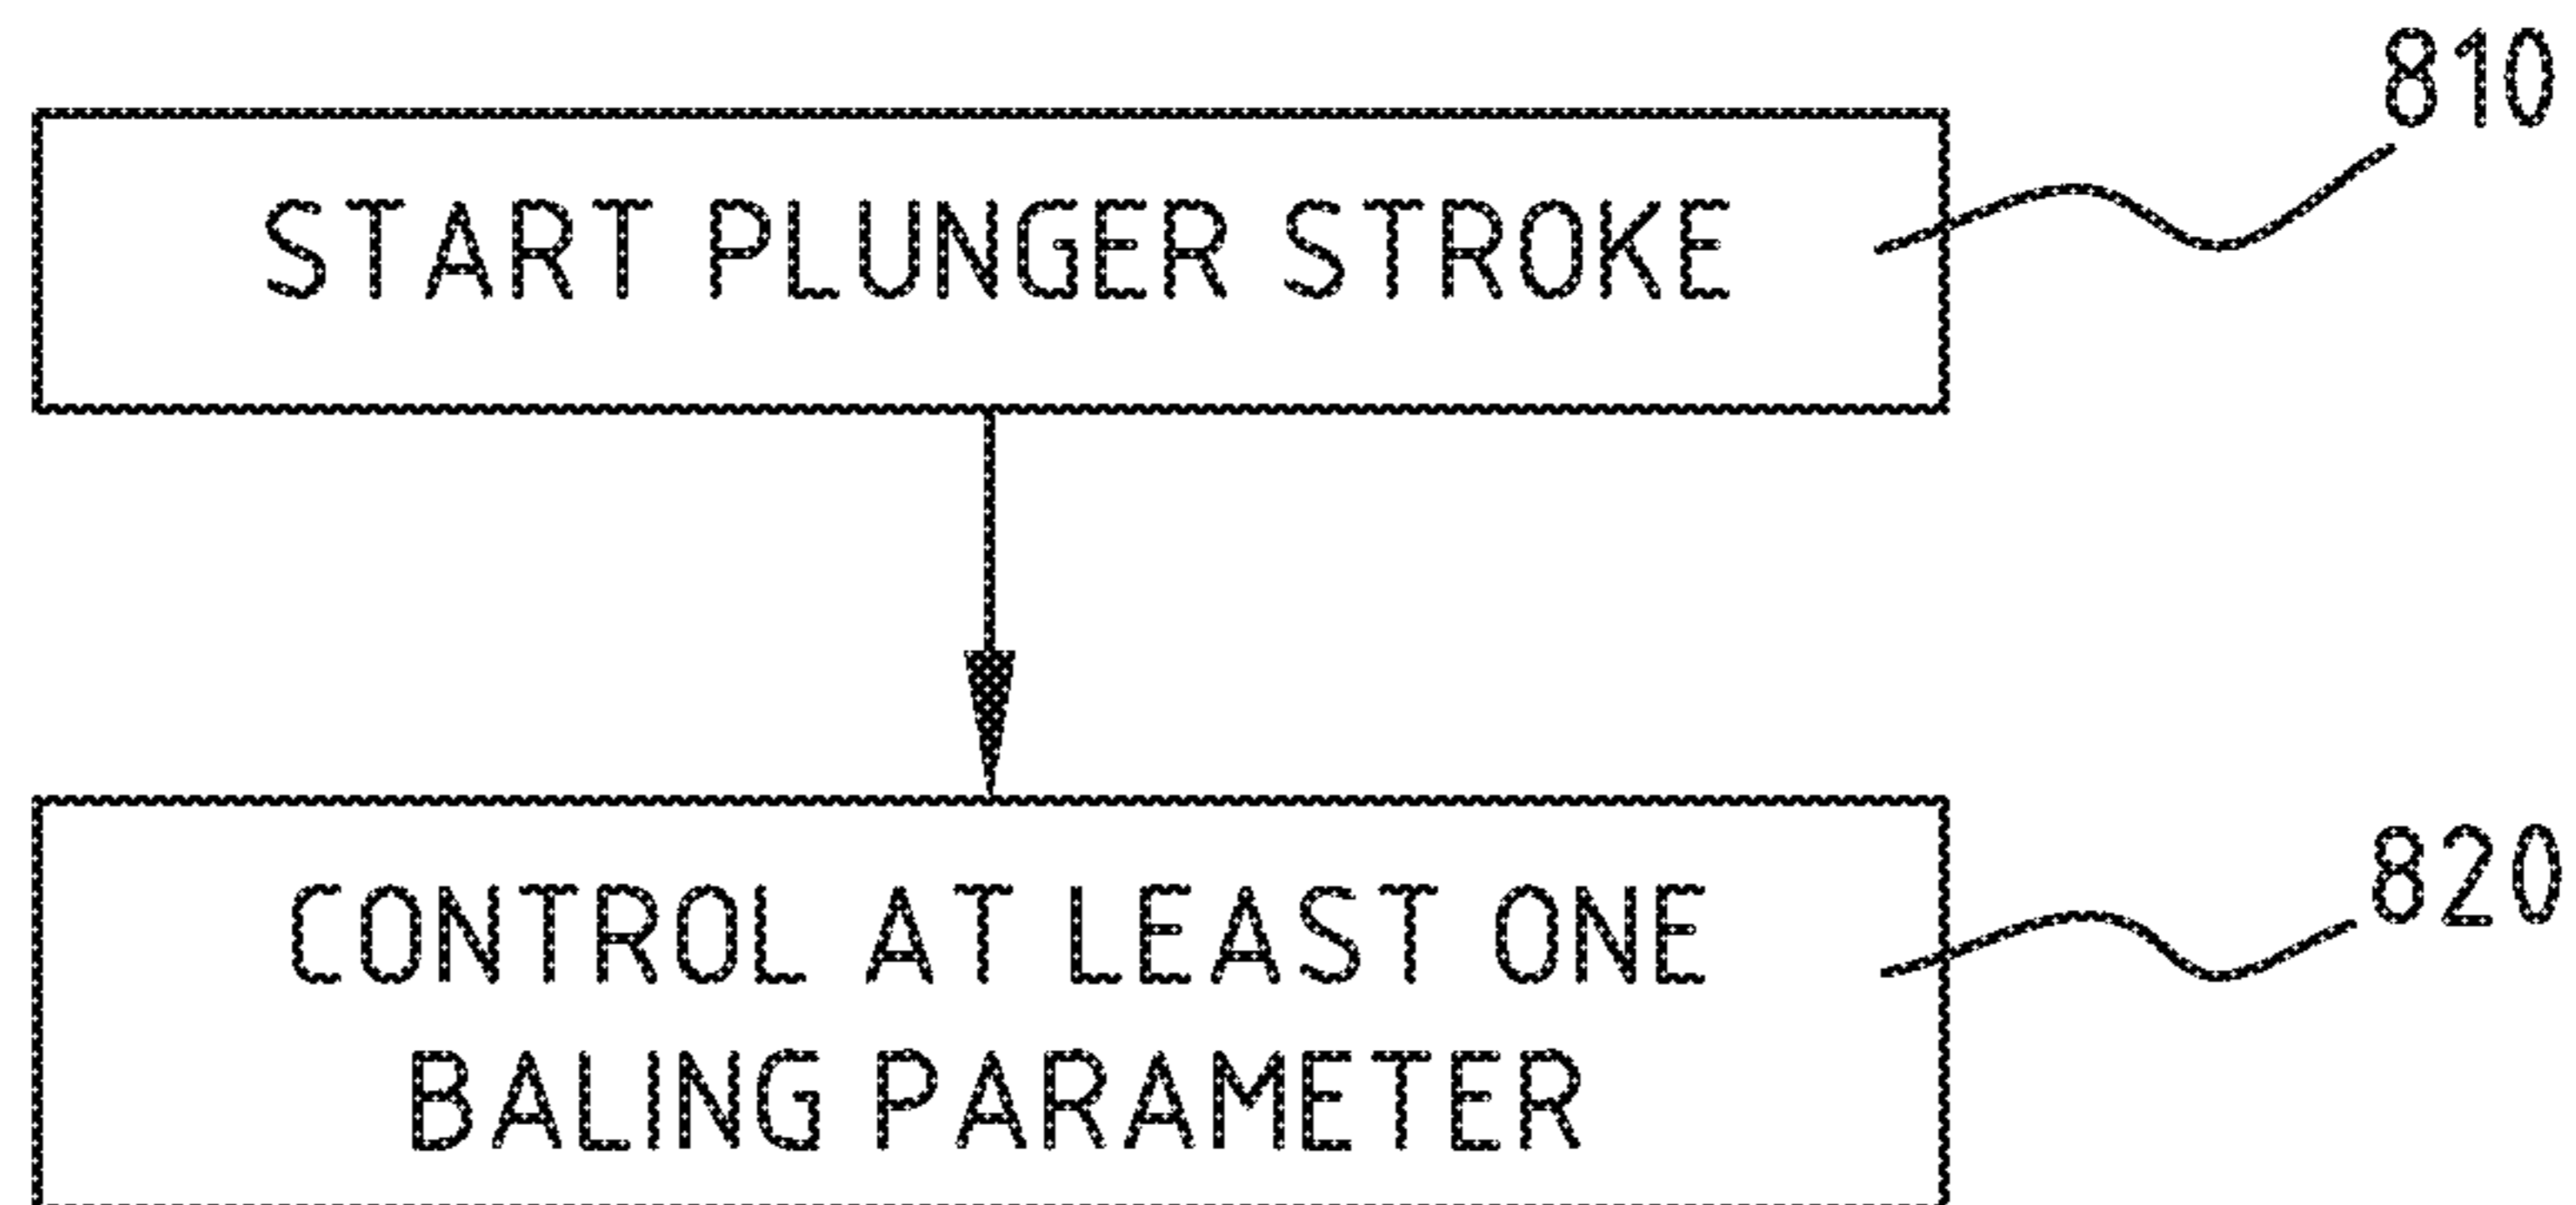 810
START PLUNGER STROKE
820
CONTROL AT LEAST ONE
BALING PARAMETER